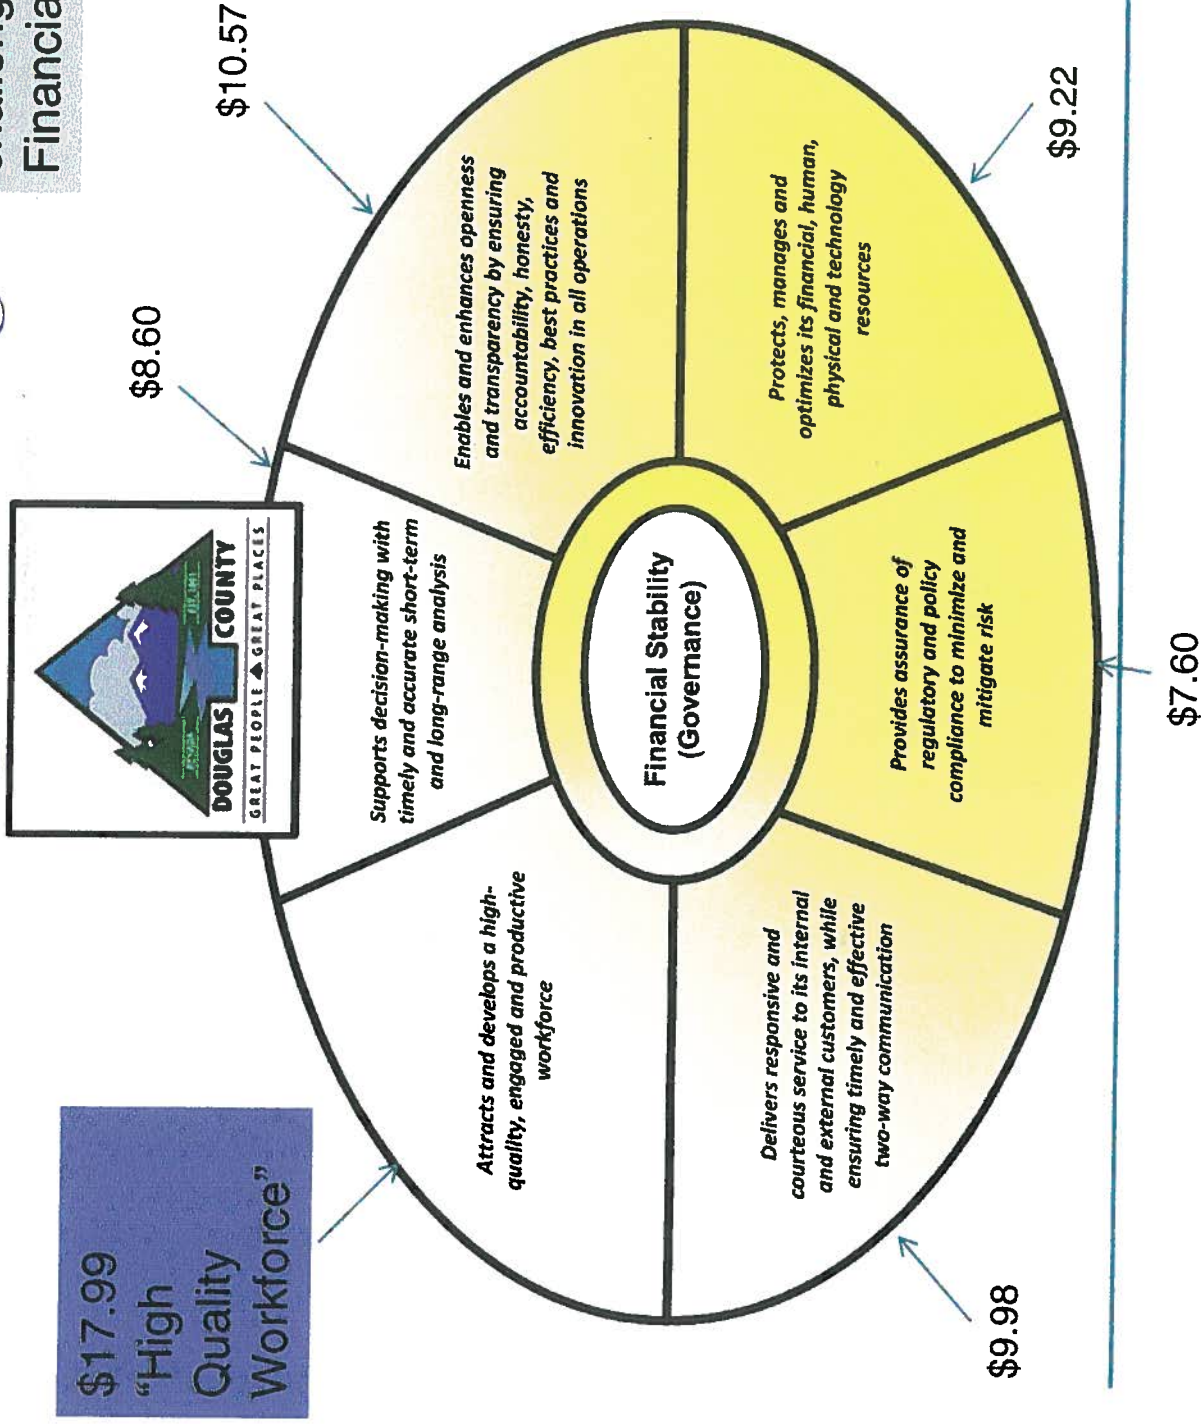 Financia
$17.99
"High
Quality
Workforce"
DOUGLAS COUNTY
GREAT PEOPLE GREAT PLACES
$8.60
$10.57
Supports decision-making with
timely and accurate short-term
and long-range analysis
Enables and enhances openness
and transparency by ensuring
accountability, honesty,
efficiency, best practices and
innovation in all operations
Attracts and develops a high-
quality, engaged and productive
workforce
Financial Stability
(Governance)
Protects, manages and
optimizes its financial, human,
physical and technology
resources
Delivers responsive and
courteous service to its internal
and external customers, while
ensuring timely and effective
two-way communication
Provides assurance of
regulatory and policy
compliance to minimize and
mitigate risk
$9.98
$9.22
$7.60